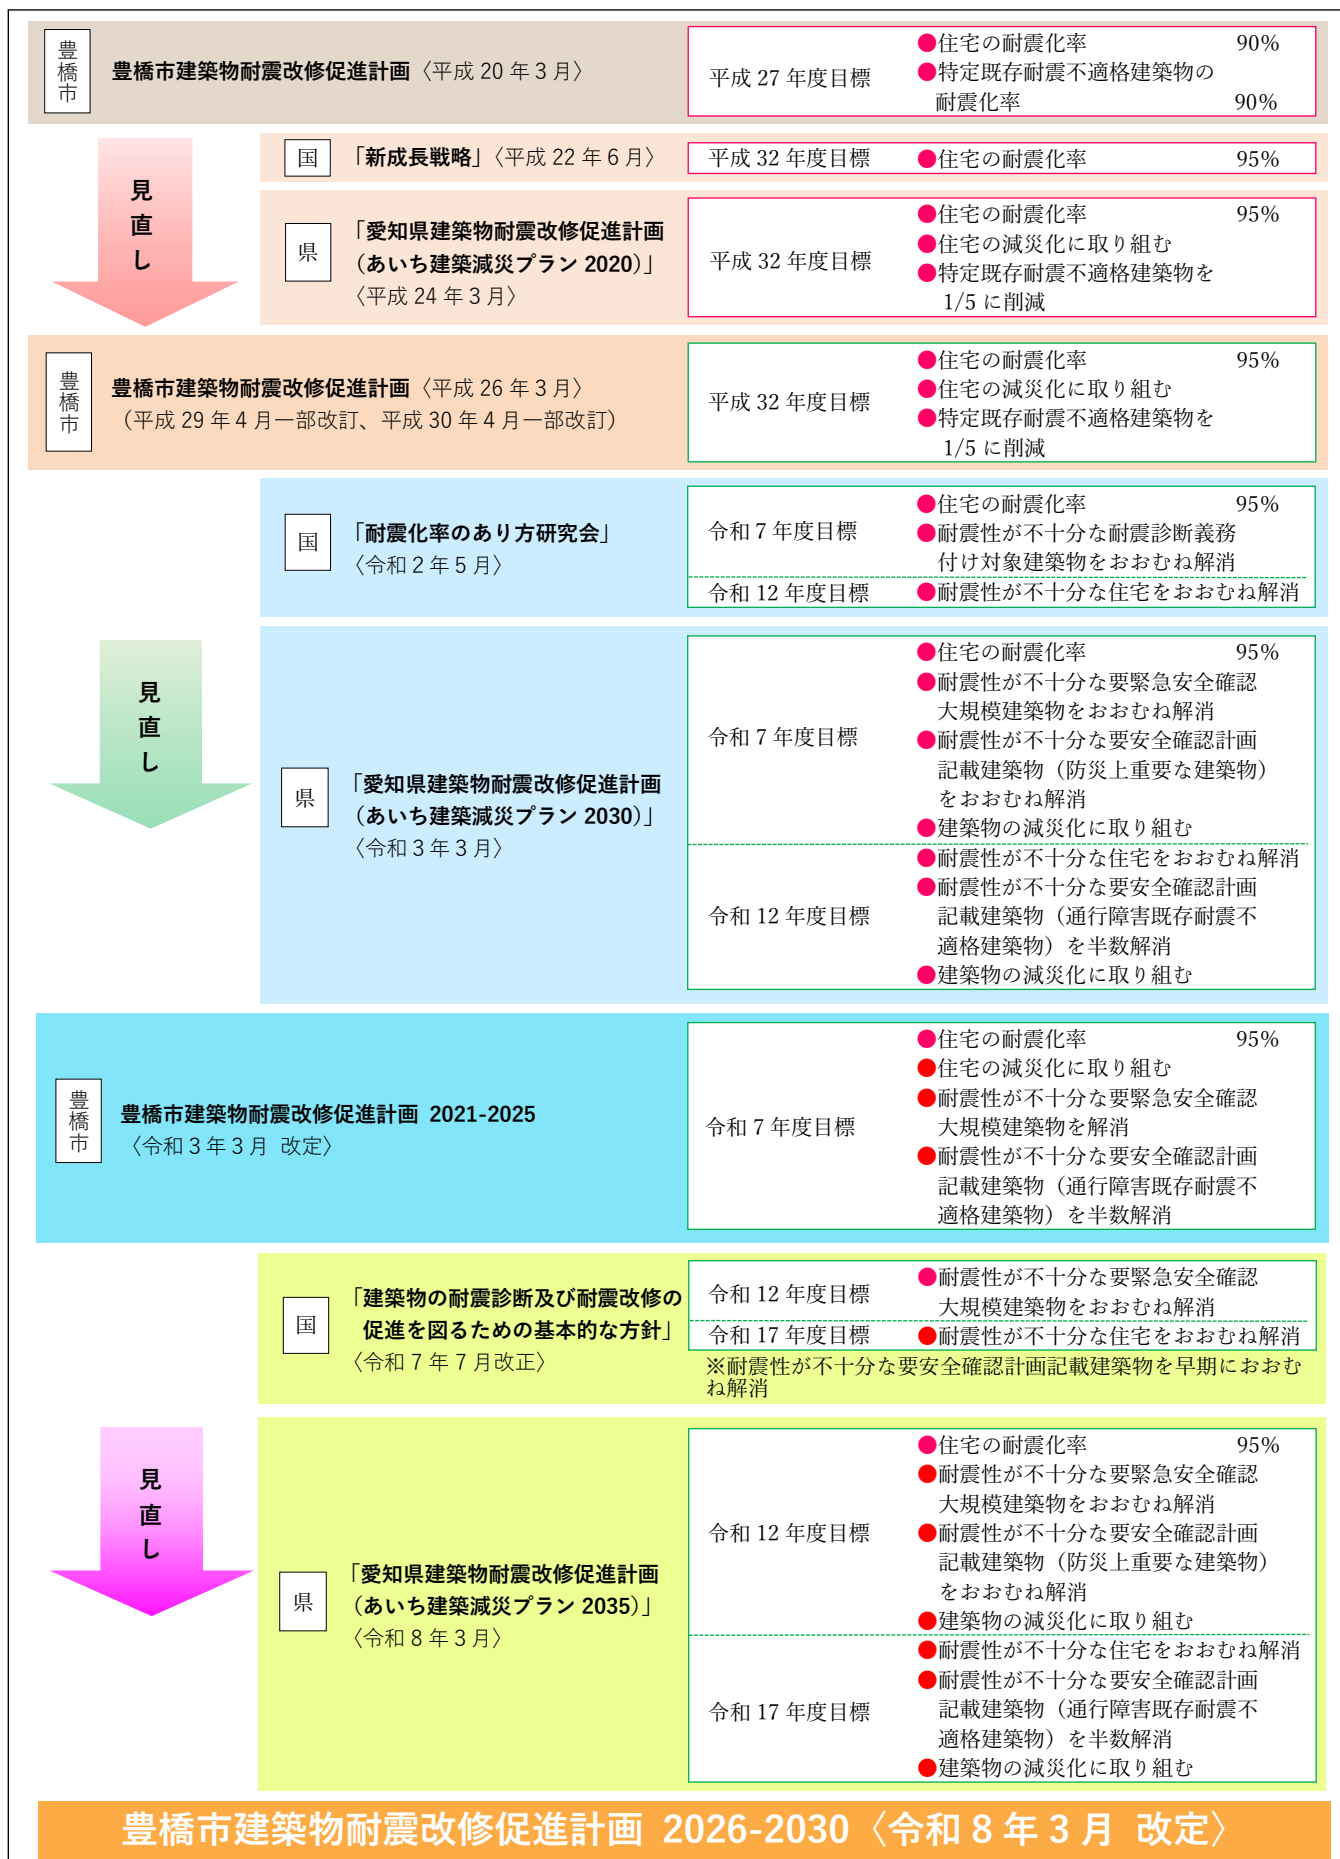 豊橋市
豊橋市建築物耐震改修促進計画〈平成 20 年 3 月〉
平成 27 年度目標
●住宅の耐震化率 90%
●特定既存耐震不適格建築物の
耐震化率 90%
見直し
国
「新成長戦略」〈平成 22 年 6 月〉
平成 32 年度目標
●住宅の耐震化率 95%
県
「愛知県建築物耐震改修促進計画
（あいち建築減災プラン 2020）」
〈平成 24 年 3 月〉
平成 32 年度目標
●住宅の耐震化率 95%
●住宅の減災化に取り組む
●特定既存耐震不適格建築物を
1/5 に削減
豊橋市
豊橋市建築物耐震改修促進計画〈平成 26 年 3 月〉
（平成 29 年 4 月一部改訂、平成 30 年 4 月一部改訂）
平成 32 年度目標
●住宅の耐震化率 95%
●住宅の減災化に取り組む
●特定既存耐震不適格建築物を
1/5 に削減
国
「耐震化率のあり方研究会」
〈令和 2 年 5 月〉
令和 7 年度目標
●住宅の耐震化率 95%
●耐震性が不十分な耐震診断義務
付け対象建築物をおおむね解消
令和 12 年度目標
●耐震性が不十分な住宅をおおむね解消
見直し
県
「愛知県建築物耐震改修促進計画
（あいち建築減災プラン 2030）」
〈令和 3 年 3 月〉
令和 7 年度目標
●住宅の耐震化率 95%
●耐震性が不十分な要緊急安全確認
大規模建築物をおおむね解消
●耐震性が不十分な要安全確認計画
記載建築物（防災上重要な建築物）
をおおむね解消
●建築物の減災化に取り組む
令和 12 年度目標
●耐震性が不十分な住宅をおおむね解消
●耐震性が不十分な要安全確認計画
記載建築物（通行障害既存耐震不
適格建築物）を半数解消
●建築物の減災化に取り組む
豊橋市
豊橋市建築物耐震改修促進計画 2021-2025
〈令和 3 年 3 月 改定〉
令和 7 年度目標
●住宅の耐震化率 95%
●住宅の減災化に取り組む
●耐震性が不十分な要緊急安全確認
大規模建築物を解消
●耐震性が不十分な要安全確認計画
記載建築物（通行障害既存耐震不
適格建築物）を半数解消
国
「建築物の耐震診断及び耐震改修の
促進を図るための基本的な方針」
〈令和 7 年 7 月改正〉
令和 12 年度目標
●耐震性が不十分な要緊急安全確認
大規模建築物をおおむね解消
令和 17 年度目標
●耐震性が不十分な住宅をおおむね解消
※耐震性が不十分な要安全確認計画記載建築物を早期におおむ
ね解消
見直し
県
「愛知県建築物耐震改修促進計画
（あいち建築減災プラン 2035）」
〈令和 8 年 3 月〉
令和 12 年度目標
●住宅の耐震化率 95%
●耐震性が不十分な要緊急安全確認
大規模建築物をおおむね解消
●耐震性が不十分な要安全確認計画
記載建築物（防災上重要な建築物）
をおおむね解消
●建築物の減災化に取り組む
令和 17 年度目標
●耐震性が不十分な住宅をおおむね解消
●耐震性が不十分な要安全確認計画
記載建築物（通行障害既存耐震不
適格建築物）を半数解消
●建築物の減災化に取り組む
豊橋市建築物耐震改修促進計画 2026-2030〈令和 8 年 3 月 改定〉